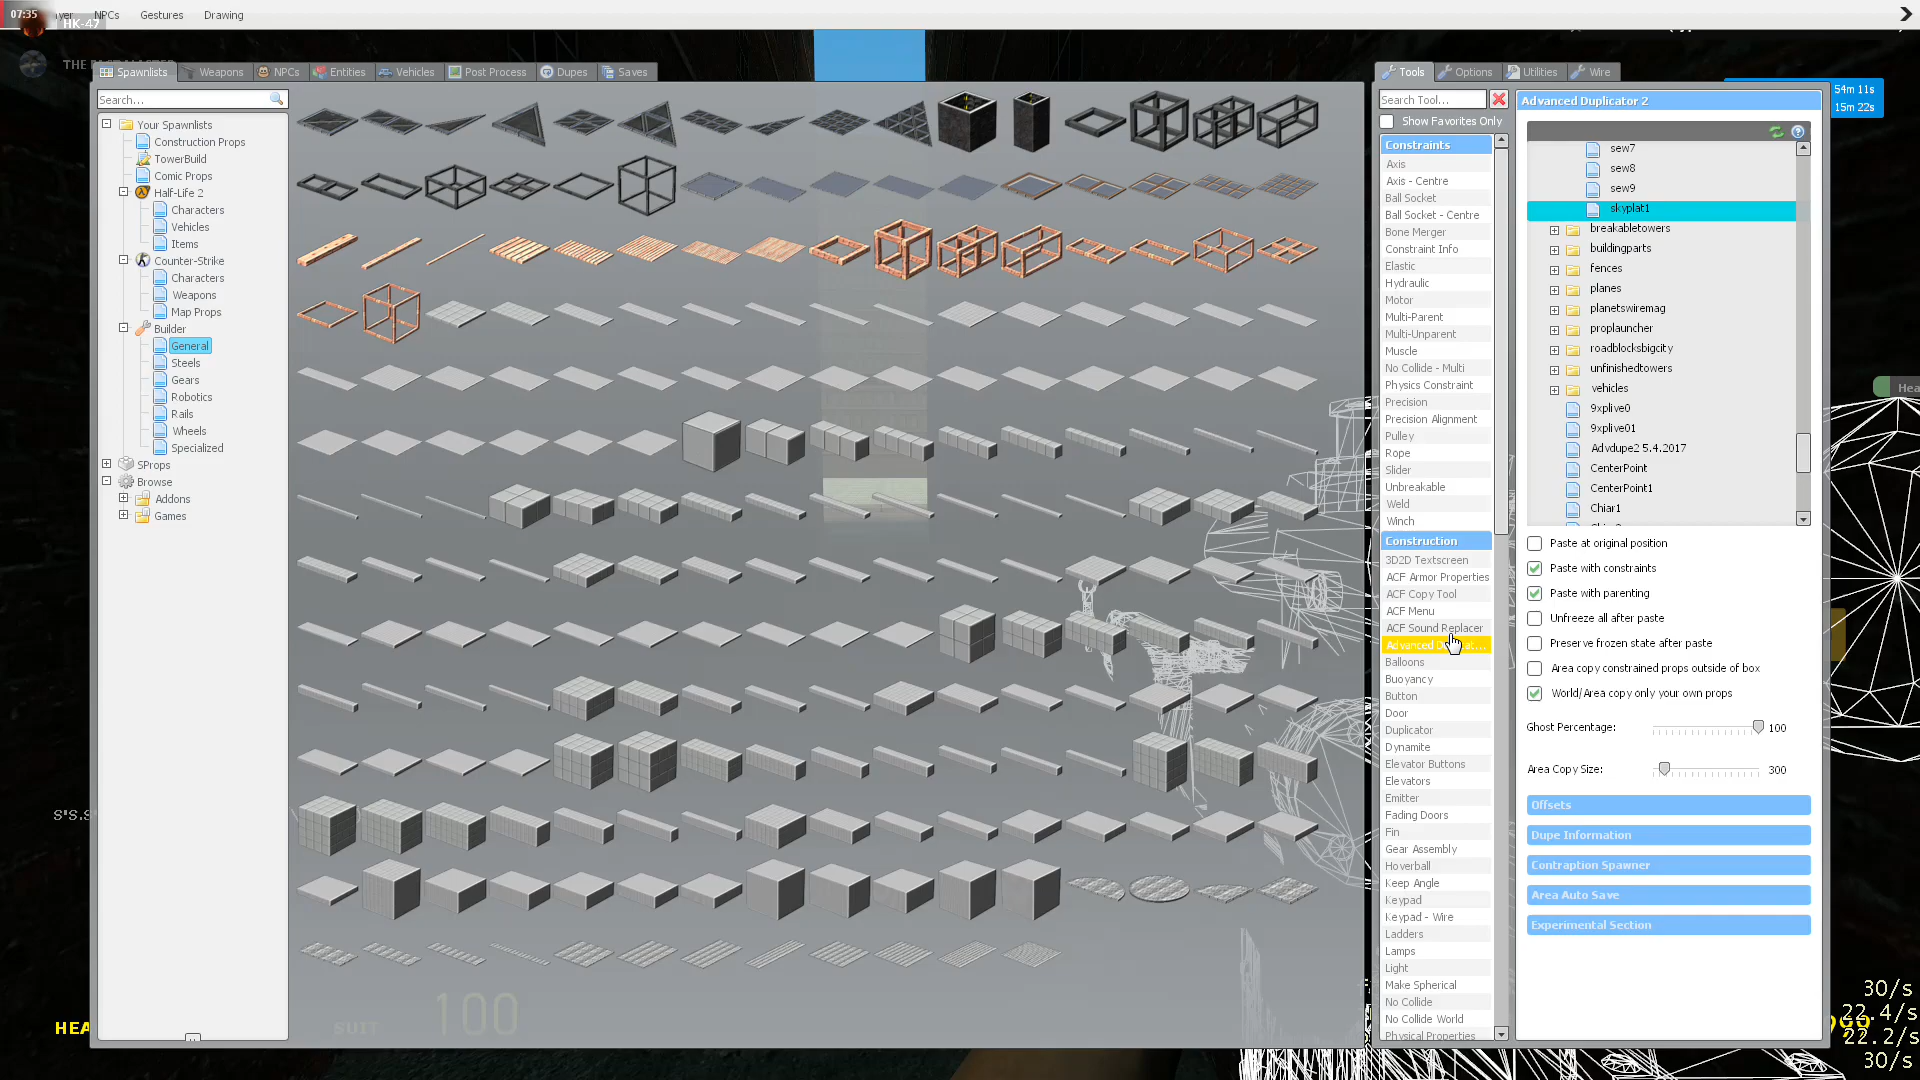 07:35
NPCs
Gestures
Drawing
HK-47
Spawnlists
Weapons
NPCs
Entities
Vehicles
Post Process
Dupes
Saves
Tools
Options
Utilities
Wire
54m 11s
15m 22s
Search...
Your Spawnlists
Construction Props
TowerBuild
Comic Props
Half-Life 2
Characters
Vehicles
Items
Counter-Strike
Characters
Weapons
Map Props
Builder
General
Steels
Gears
Robotics
Rails
Wheels
Specialized
SProps
Browse
Addons
Games
SUIT 100
Search Tool...
Show Favorites Only
Constraints
Axis
Axis - Centre
Ball Socket
Ball Socket - Centre
Bone Merger
Constraint Info
Elastic
Hydraulic
Motor
Multi-Parent
Multi-Unparent
Muscle
No Collide - Multi
Physics Constraint
Precision
Precision Alignment
Pulley
Rope
Slider
Unbreakable
Weld
Winch
Construction
3D2D Textscreen
ACF Armor Properties
ACF Copy Tool
ACF Menu
ACF Sound Replacer
Balloons
Buoyancy
Button
Door
Duplicator
Dynamite
Elevator Buttons
Elevators
Emitter
Fading Doors
Fin
Gear Assembly
Hoverball
Keep Angle
Keypad
Keypad - Wire
Ladders
Lamps
Light
Make Spherical
No Collide
No Collide World
Physical Properties
Advanced Duplicator 2
sew7
sew8
sew9
skyplat1
breakabletowers
buildingparts
fences
planes
planetswiremag
proplauncher
roadblocksbigcity
unfinishedtowers
vehicles
9xplive0
9xplive01
Advdupe2 5.4.2017
CenterPoint
CenterPoint1
Chiar1
Paste at original position
Paste with constraints
Paste with parenting
Unfreeze all after paste
Preserve frozen state after paste
Area copy constrained props outside of box
World/Area copy only your own props
Ghost Percentage: 100
Area Copy Size: 300
Offsets
Dupe Information
Contraption Spawner
Area Auto Save
Experimental Section
30/s
22.4/s
22.2/s
30/s